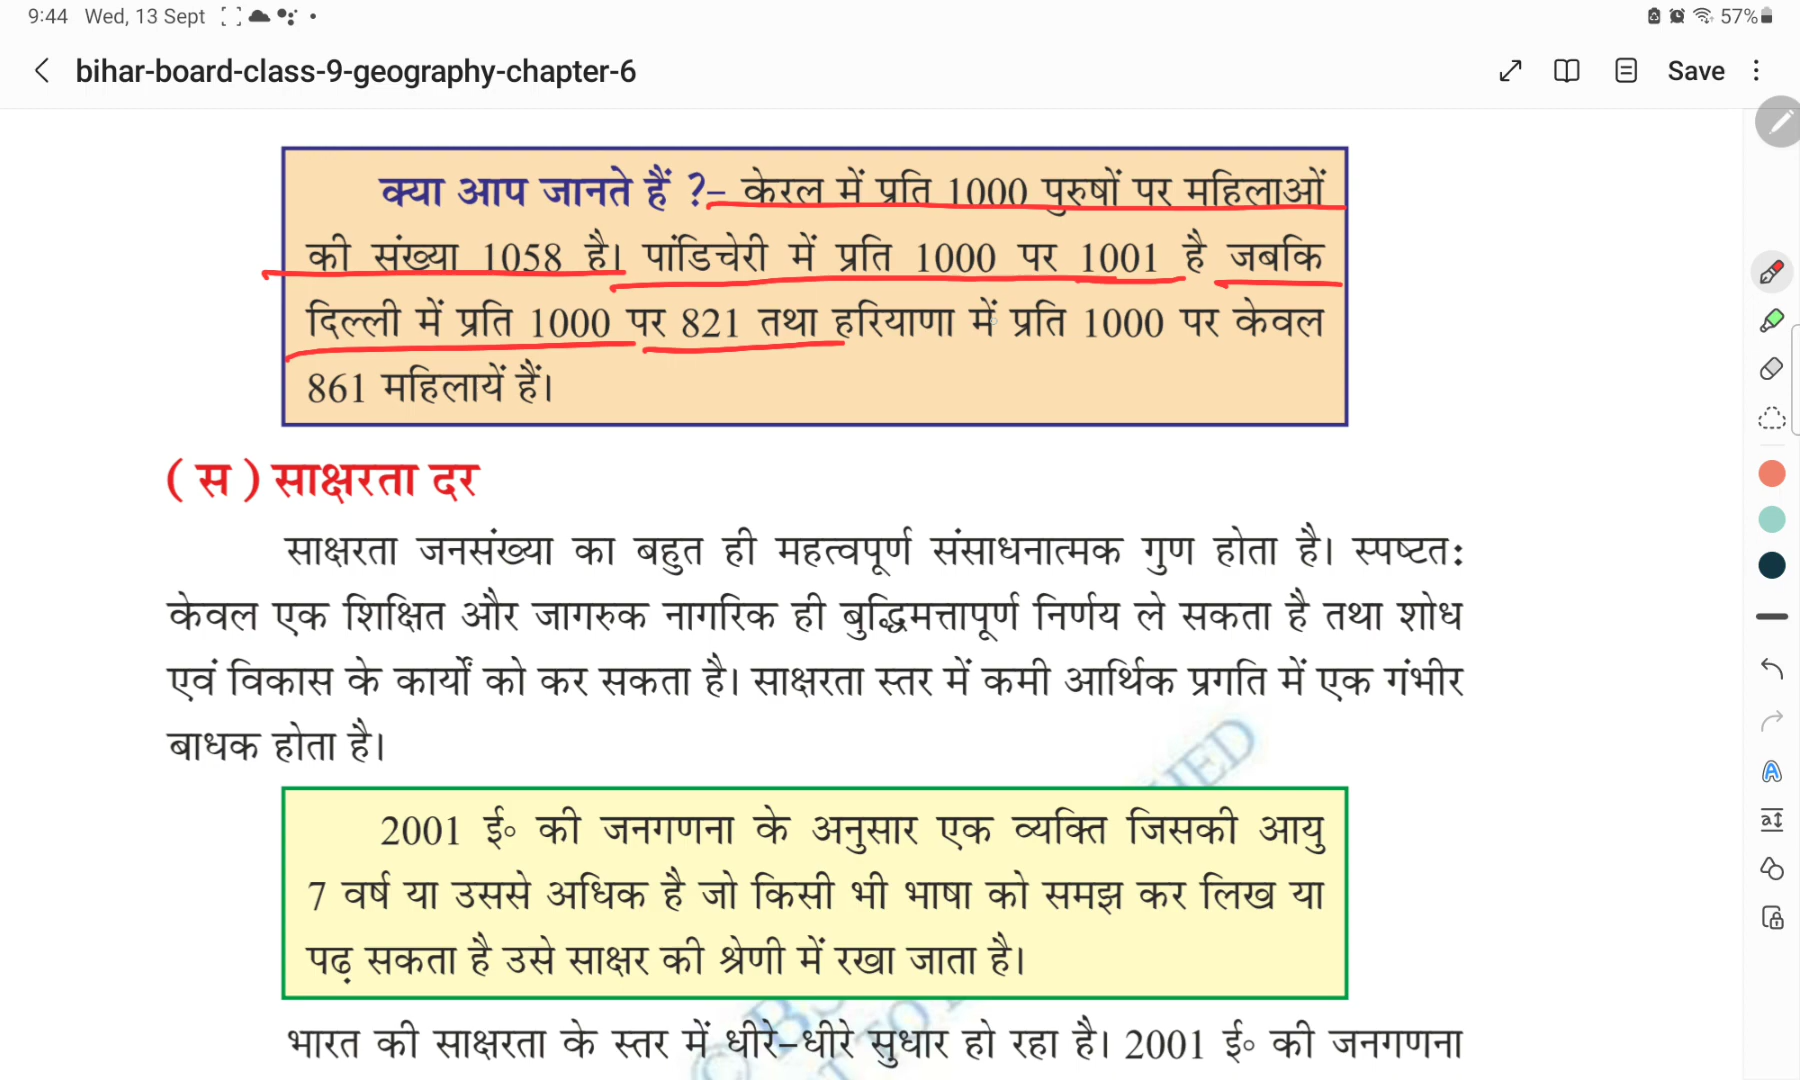 9:44 Wed, 13 Sept
57%
bihar-board-class-9-geography-chapter-6
Save
क्या आप जानते हैं ?– केरल में प्रति 1000 पुरुषों पर महिलाओं
की संख्या 1058 है। पांडिचेरी में प्रति 1000 पर 1001 है जबकि
दिल्ली में प्रति 1000 पर 821 तथा हरियाणा में प्रति 1000 पर केवल
861 महिलायें हैं।
( स ) साक्षरता दर
साक्षरता जनसंख्या का बहुत ही महत्वपूर्ण संसाधनात्मक गुण होता है। स्पष्टतः
केवल एक शिक्षित और जागरुक नागरिक ही बुद्धिमत्तापूर्ण निर्णय ले सकता है तथा शोध
एवं विकास के कार्यों को कर सकता है। साक्षरता स्तर में कमी आर्थिक प्रगति में एक गंभीर
बाधक होता है।
2001 ई० की जनगणना के अनुसार एक व्यक्ति जिसकी आयु
7 वर्ष या उससे अधिक है जो किसी भी भाषा को समझ कर लिख या
पढ़ सकता है उसे साक्षर की श्रेणी में रखा जाता है।
भारत की साक्षरता के स्तर में धीरे–धीरे सुधार हो रहा है। 2001 ई० की जनगणना